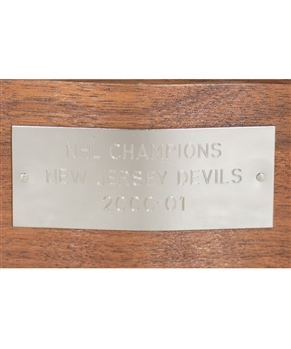 NHL CHAMPIONS
NEW JERSEY DEVILS
2000-01